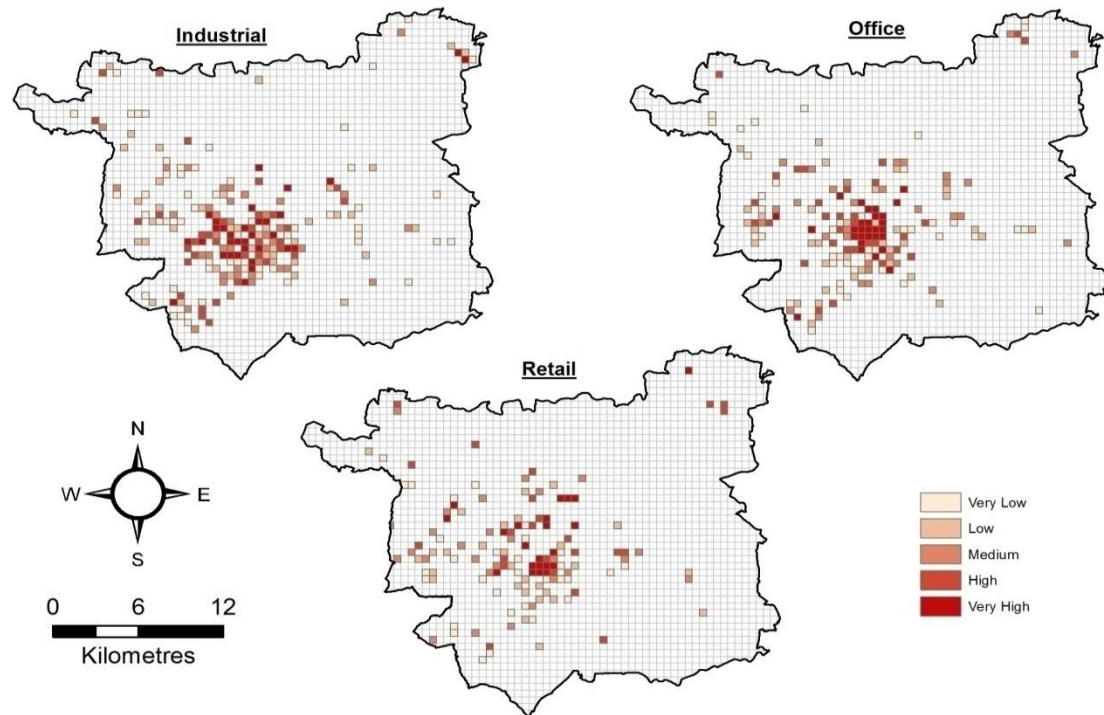 Industrial
Office
Retail
N
W E
S
0 6 12
Kilometres
Very Low
Low
Medium
High
Very High